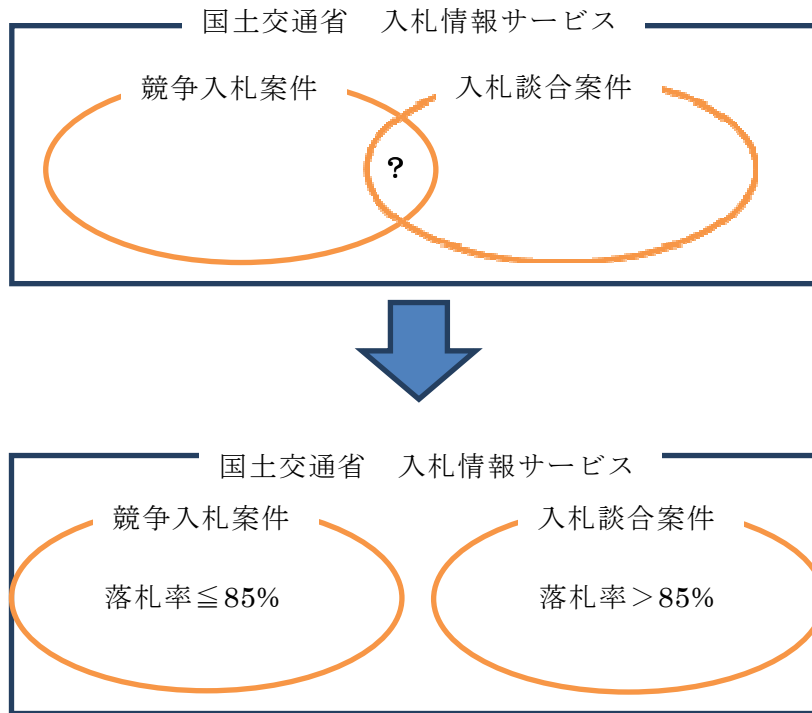 国土交通省　入札情報サービス
競争入札案件　入札談合案件
?
国土交通省　入札情報サービス
競争入札案件　入札談合案件
落札率≦85%　落札率＞85%